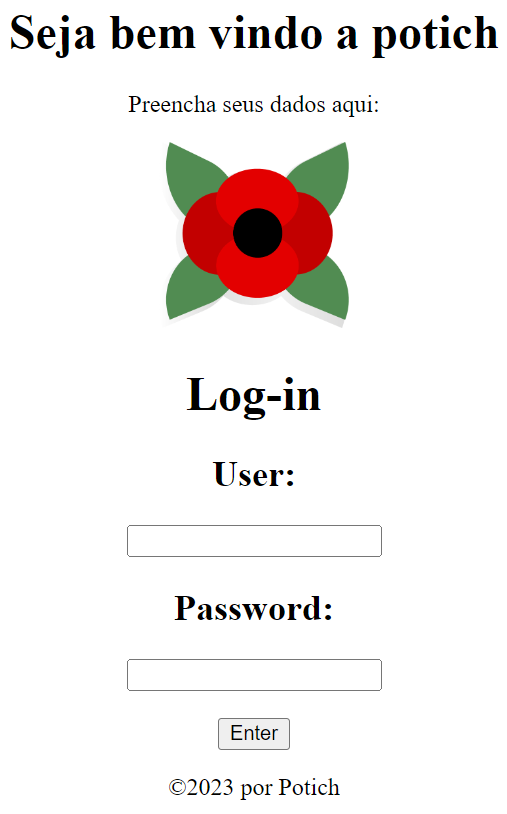 Seja bem vindo a potich
Preencha seus dados aqui:
Log-in
User:
Password:
Enter
©2023 por Potich